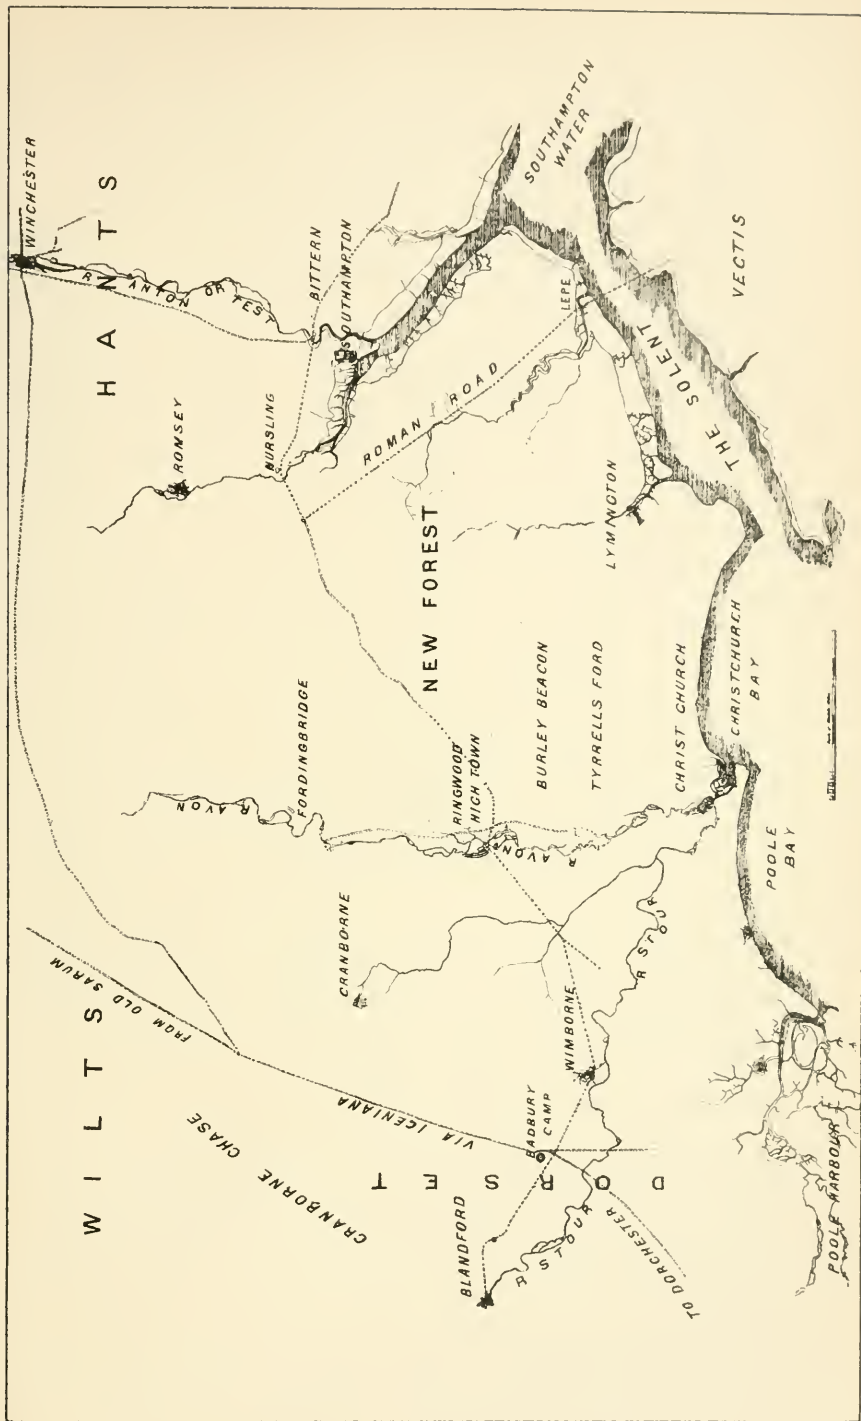 WINCHESTER
HANTS
R ANTON OR TEST
BITTERN
SOUTHAMPTON
SOUTHAMPTON
WATER
ROMSEY
NURSLING
ROMAN ROAD
LEPE
VECTIS
THE SOLENT
NEW FOREST
LYMINGTON
FORDINGBRIDGE
R AVON
RINGWOOD
HIGH TOWN
BURLEY BEACON
TYRRELLS FORD
CHRIST CHURCH
CHRISTCHURCH
BAY
R AVON
POOLE
BAY
CRANBORNE
R STOUR
WIMBORNE
WILTS
FROM OLD SARUM
CRANBORNE CHASE
VIA ICENIANA
BADBURY
CAMP
DORSET
BLANDFORD
R STOUR
TO DORCHESTER
POOLE HARBOUR